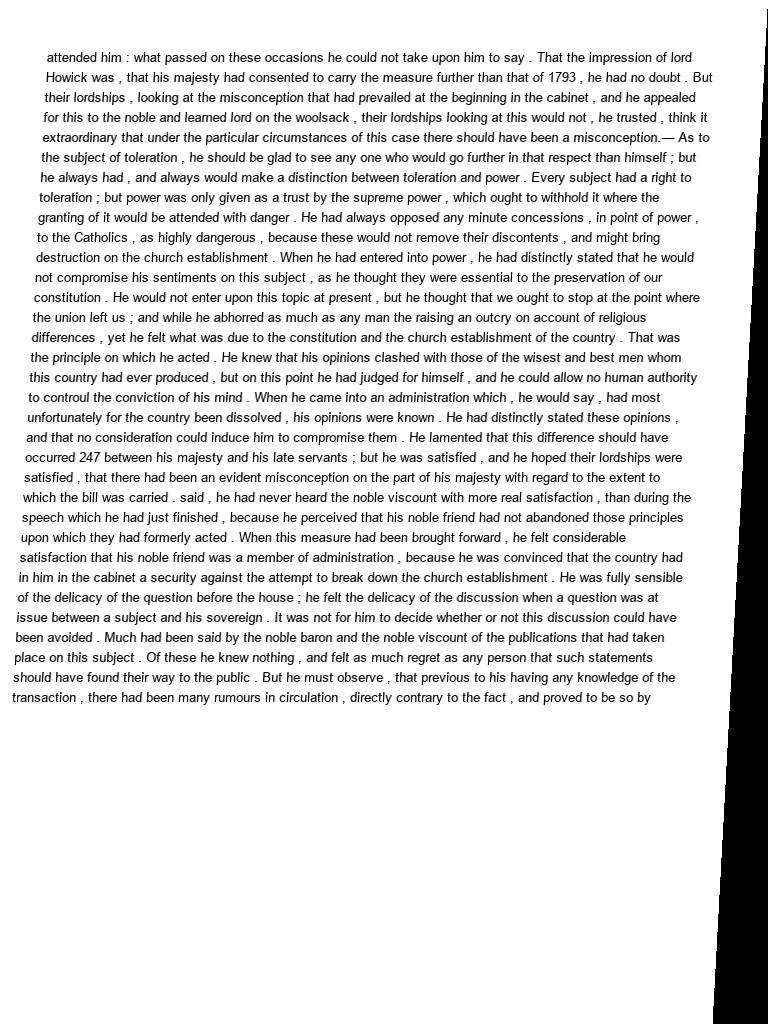 attended him : what passed on these occasions he could not take upon him to say . That the impression of lord
Howick was , that his majesty had consented to carry the measure further than that of 1793 , he had no doubt . But
their lordships , looking at the misconception that had prevailed at the beginning in the cabinet , and he appealed
for this to the noble and learned lord on the woolsack , their lordships looking at this would not , he trusted , think it
extraordinary that under the particular circumstances of this case there should have been a misconception.— As to
the subject of toleration , he should be glad to see any one who would go further in that respect than himself ; but
he always had , and always would make a distinction between toleration and power . Every subject had a right to
toleration ; but power was only given as a trust by the supreme power , which ought to withhold it where the
granting of it would be attended with danger . He had always opposed any minute concessions , in point of power ,
to the Catholics , as highly dangerous , because these would not remove their discontents , and might bring
destruction on the church establishment . When he had entered into power , he had distinctly stated that he would
not compromise his sentiments on this subject , as he thought they were essential to the preservation of our
constitution . He would not enter upon this topic at present , but he thought that we ought to stop at the point where
the union left us ; and while he abhorred as much as any man the raising an outcry on account of religious
differences , yet he felt what was due to the constitution and the church establishment of the country . That was
the principle on which he acted . He knew that his opinions clashed with those of the wisest and best men whom
this country had ever produced , but on this point he had judged for himself , and he could allow no human authority
to controul the conviction of his mind . When he came into an administration which , he would say , had most
unfortunately for the country been dissolved , his opinions were known . He had distinctly stated these opinions ,
and that no consideration could induce him to compromise them . He lamented that this difference should have
occurred 247 between his majesty and his late servants ; but he was satisfied , and he hoped their lordships were
satisfied , that there had been an evident misconception on the part of his majesty with regard to the extent to
which the bill was carried . said , he had never heard the noble viscount with more real satisfaction , than during the
speech which he had just finished , because he perceived that his noble friend had not abandoned those principles
upon which they had formerly acted . When this measure had been brought forward , he felt considerable
satisfaction that his noble friend was a member of administration , because he was convinced that the country had
in him in the cabinet a security against the attempt to break down the church establishment . He was fully sensible
of the delicacy of the question before the house ; he felt the delicacy of the discussion when a question was at
issue between a subject and his sovereign . It was not for him to decide whether or not this discussion could have
been avoided . Much had been said by the noble baron and the noble viscount of the publications that had taken
place on this subject . Of these he knew nothing , and felt as much regret as any person that such statements
should have found their way to the public . But he must observe , that previous to his having any knowledge of the
transaction , there had been many rumours in circulation , directly contrary to the fact , and proved to be so by